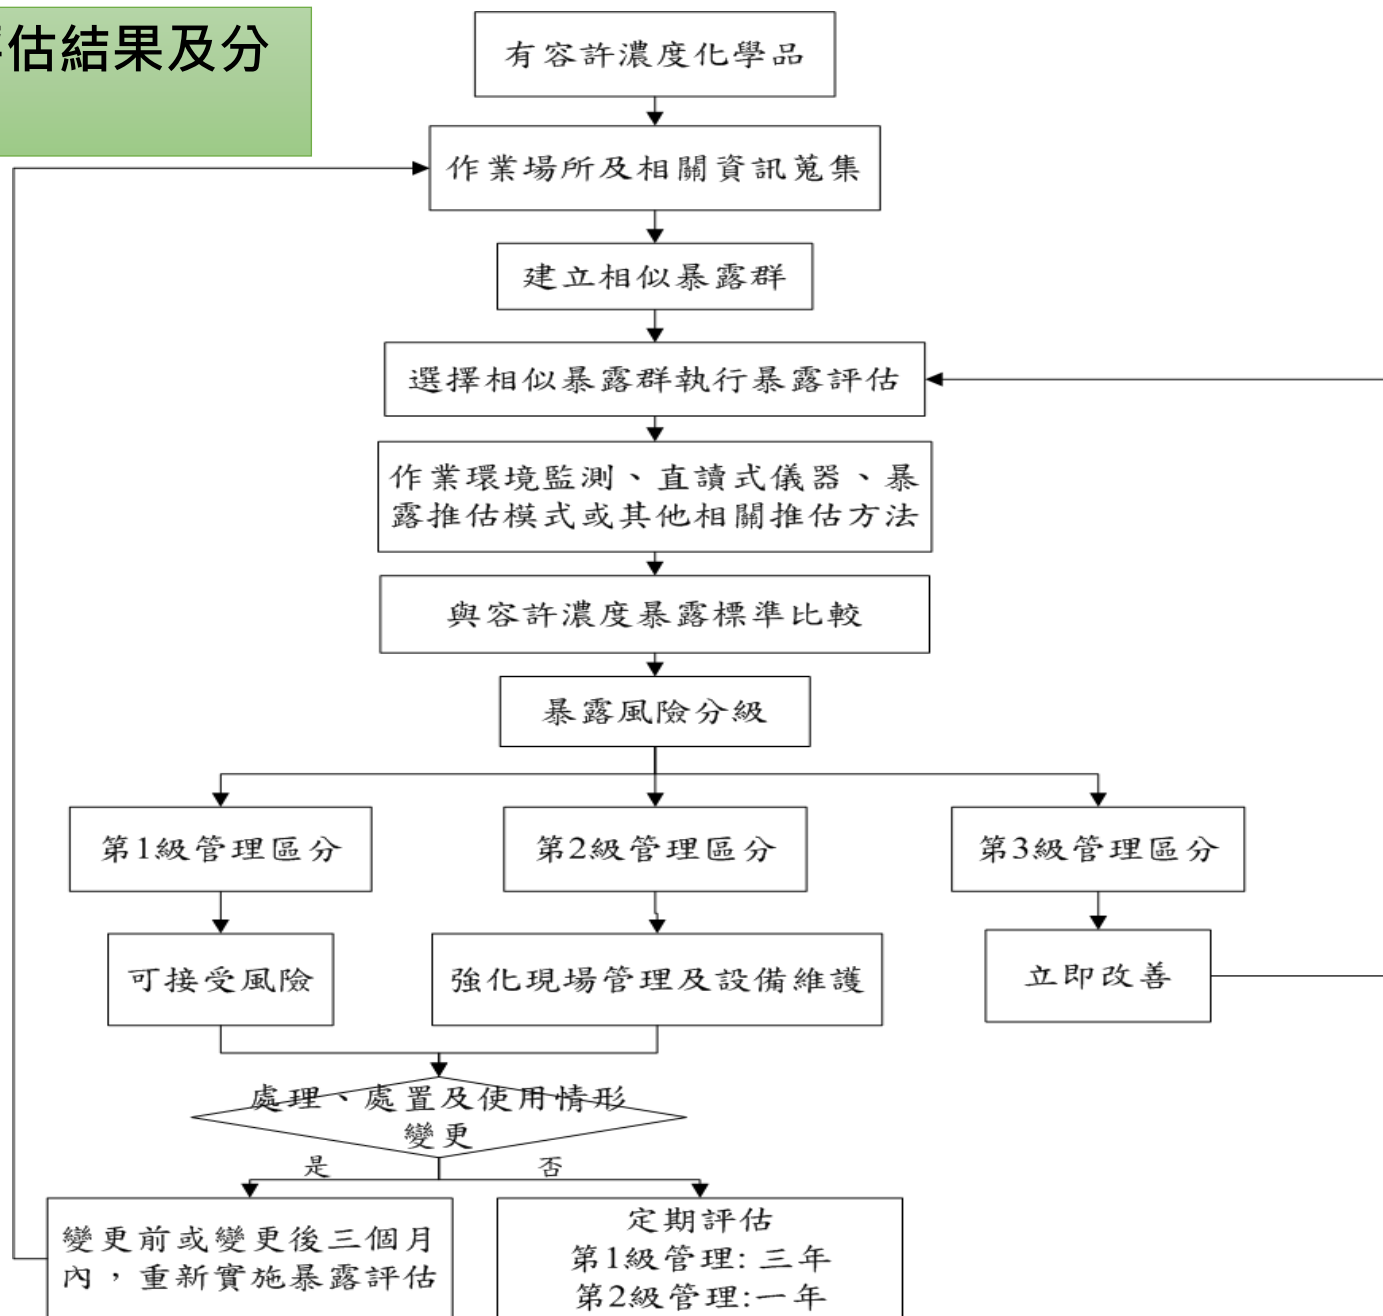 估結果及分
有容許濃度化學品
作業場所及相關資訊蒐集
建立相似暴露群
選擇相似暴露群執行暴露評估
作業環境監測、直讀式儀器、暴
露推估模式或其他相關推估方法
與容許濃度暴露標準比較
暴露風險分級
第1級管理區分
第2級管理區分
第3級管理區分
可接受風險
強化現場管理及設備維護
立即改善
處理、處置及使用情形
變更
是
否
變更前或變更後三個月
內，重新實施暴露評估
定期評估
第1級管理: 三年
第2級管理:一年